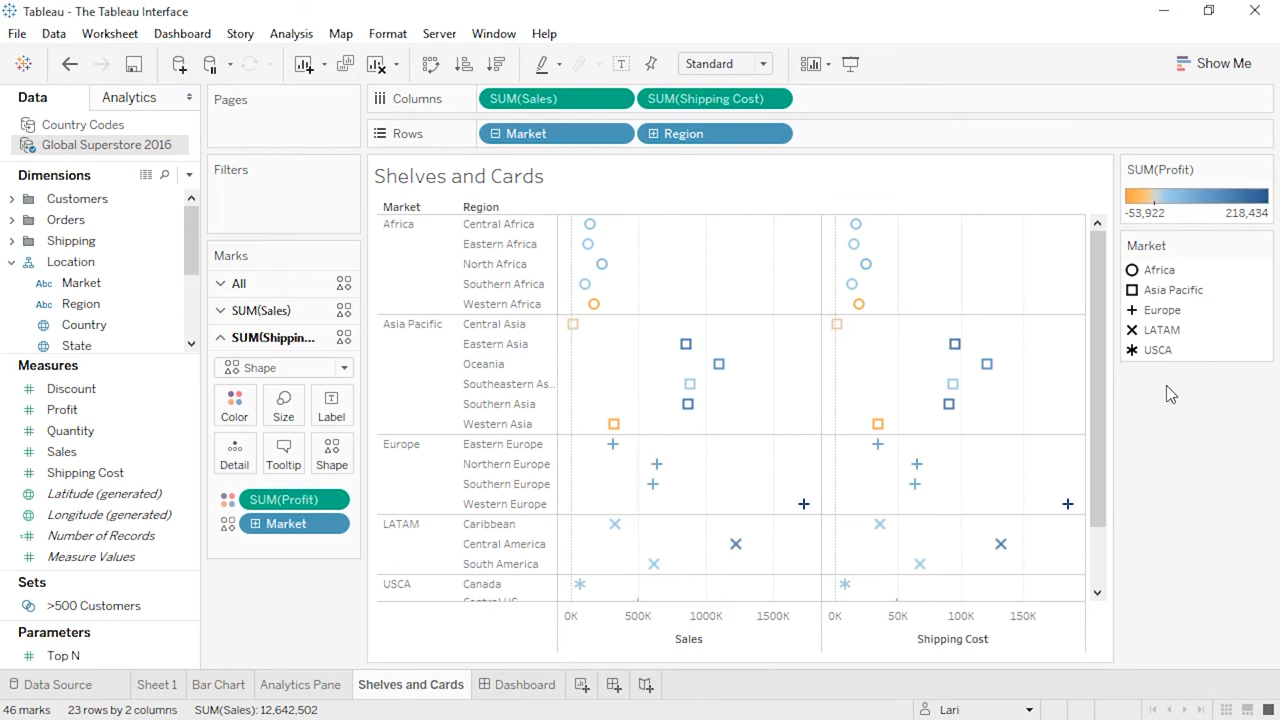 Tableau - The Tableau Interface
File Data Worksheet Dashboard Story Analysis Map Format Server Window Help
Standard
Show Me
Data Analytics
Country Codes
Global Superstore 2016
Dimensions
Customers
Orders
Shipping
Location
Abc Market
Abc Region
Country
State
Measures
Discount
Profit
Quantity
Sales
Shipping Cost
Latitude (generated)
Longitude (generated)
Number of Records
Measure Values
Sets
>500 Customers
Parameters
Top N
Pages
Filters
Marks
All
SUM(Sales)
SUM(Shippin...
Shape
Color Size Label
Detail Tooltip Shape
SUM(Profit)
Market
Columns SUM(Sales) SUM(Shipping Cost)
Rows Market Region
Shelves and Cards
Market Region
Africa Central Africa
Eastern Africa
North Africa
Southern Africa
Western Africa
Asia Pacific Central Asia
Eastern Asia
Oceania
Southeastern As..
Southern Asia
Western Asia
Europe Eastern Europe
Northern Europe
Southern Europe
Western Europe
LATAM Caribbean
Central America
South America
USCA Canada
Central US
0K 500K 1000K 1500K 0K 50K 100K 150K
Sales Shipping Cost
SUM(Profit)
-53,922 218,434
Market
Africa
Asia Pacific
Europe
LATAM
USCA
Data Source Sheet 1 Bar Chart Analytics Pane Shelves and Cards Dashboard
46 marks 23 rows by 2 columns SUM(Sales): 12,642,502 Lari